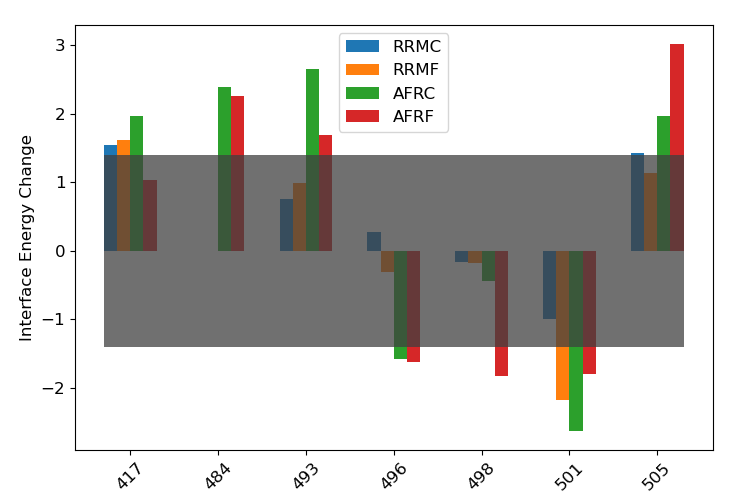 RRMC
RRMF
AFRC
AFRF
Interface Energy Change
3
2
1
0
−1
−2
417
484
493
496
498
501
505